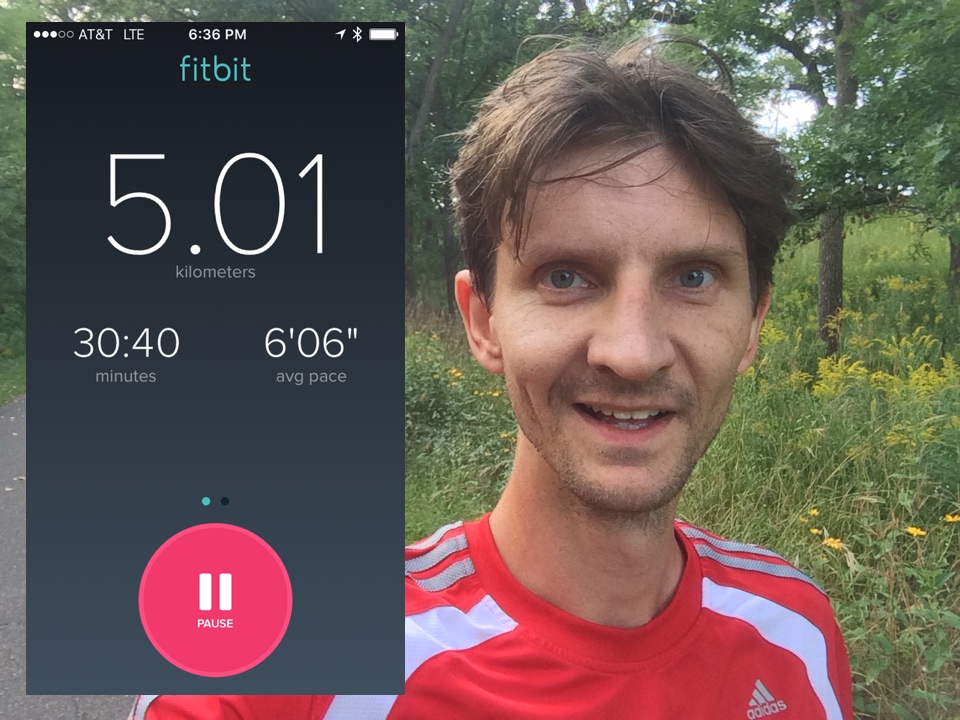 AT&T LTE 6:36 PM
fitbit
5.01
kilometers
30:40 6'06"
minutes avg pace
PAUSE
adidas